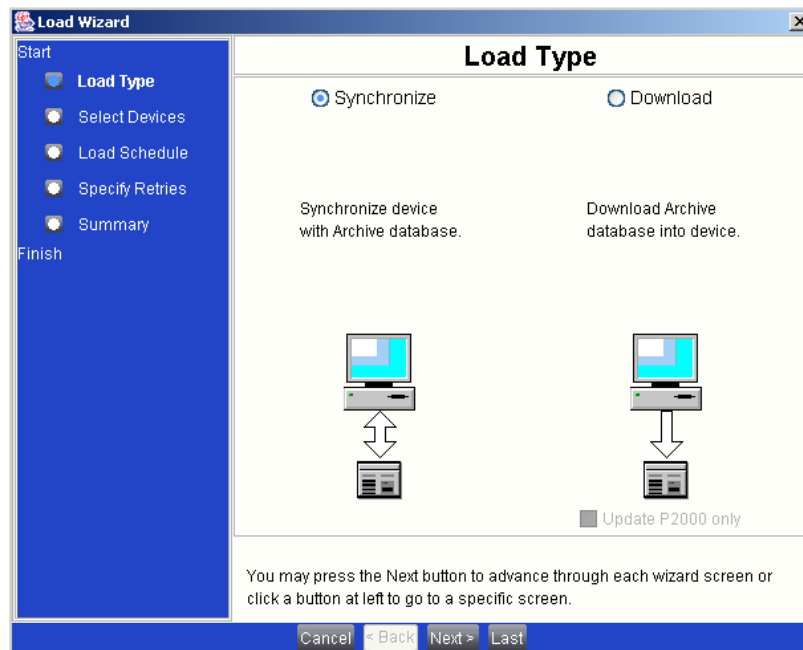 Load Wizard
Start
Load Type
Select Devices
Load Schedule
Specify Retries
Summary
Finish
Load Type
Synchronize
Download
Synchronize device
with Archive database.
Download Archive
database into device.
Update P2000 only
You may press the Next button to advance through each wizard screen or
click a button at left to go to a specific screen.
Cancel < Back Next > Last